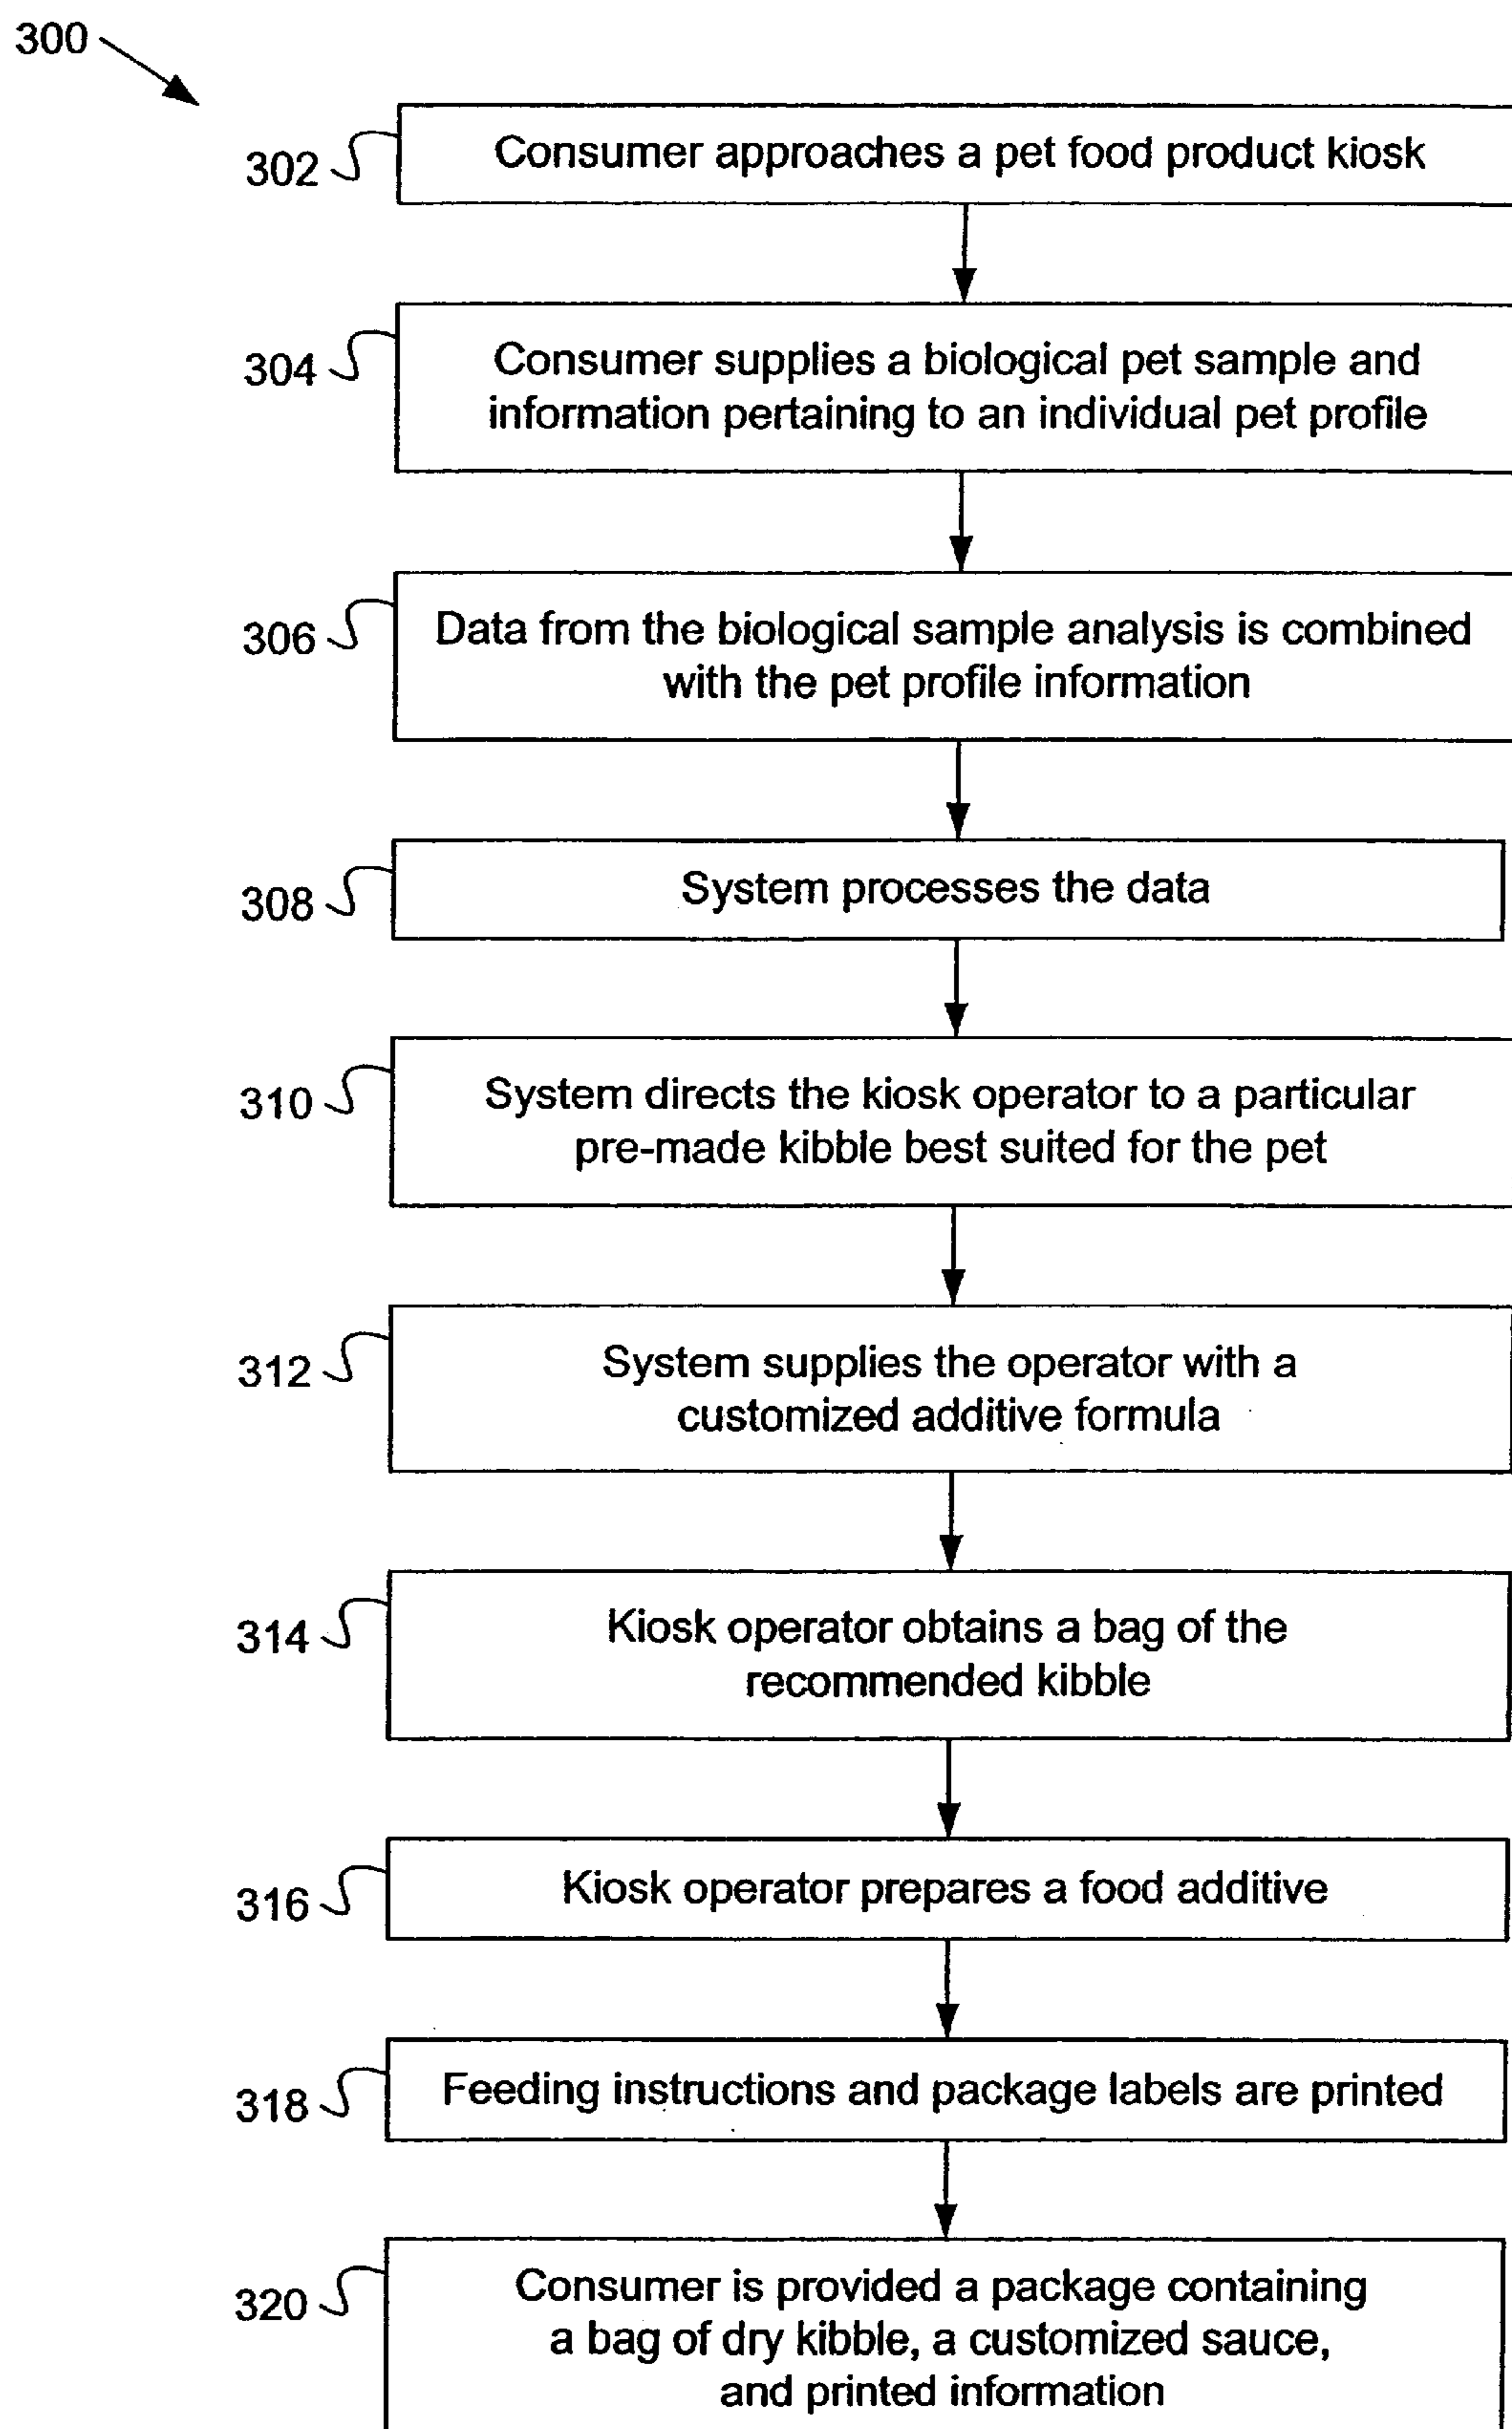 300
302
Consumer approaches a pet food product kiosk
304
Consumer supplies a biological pet sample and
information pertaining to an individual pet profile
306
Data from the biological sample analysis is combined
with the pet profile information
308
System processes the data
310
System directs the kiosk operator to a particular
pre-made kibble best suited for the pet
312
System supplies the operator with a
customized additive formula
314
Kiosk operator obtains a bag of the
recommended kibble
316
Kiosk operator prepares a food additive
318
Feeding instructions and package labels are printed
320
Consumer is provided a package containing
a bag of dry kibble, a customized sauce,
and printed information